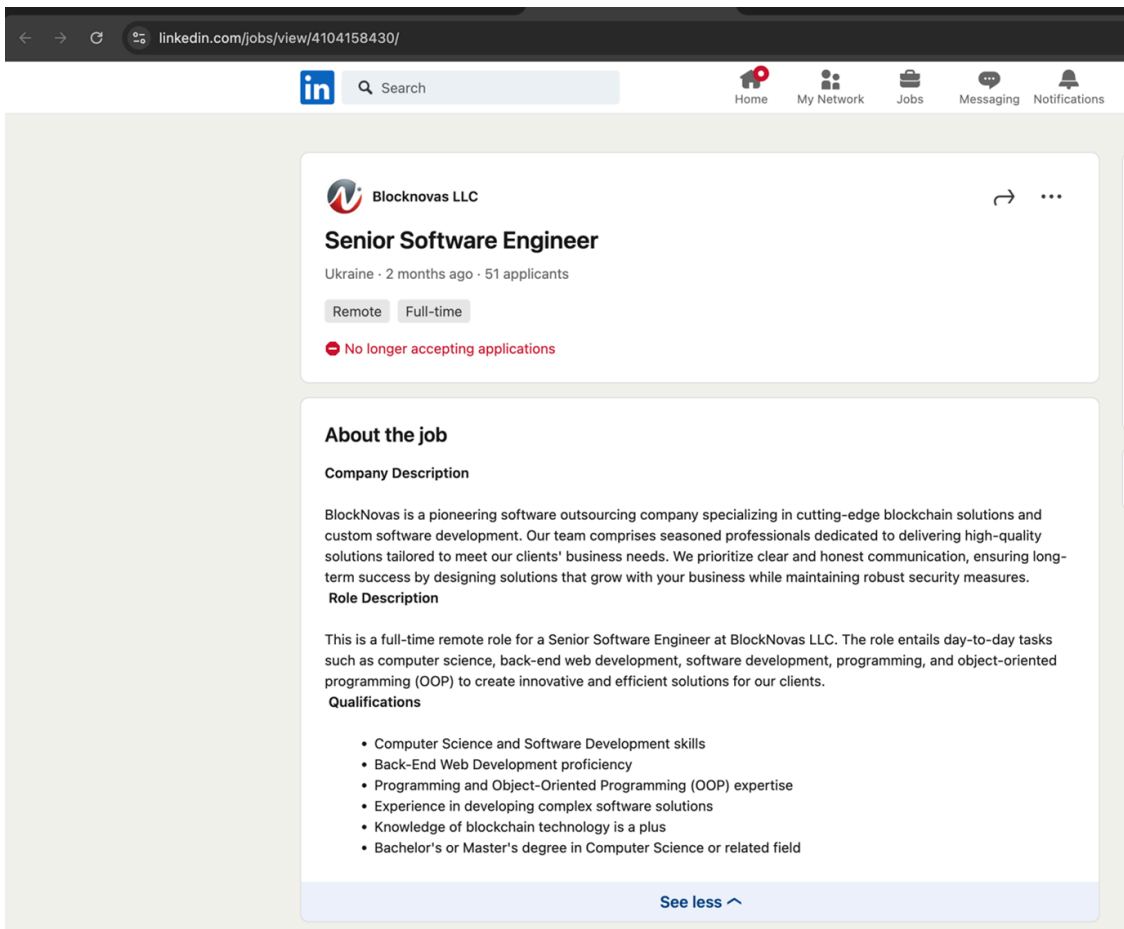 linkedin.com/jobs/view/4104158430/
in
Search
Home
My Network
Jobs
Messaging
Notifications
Blocknovas LLC
Senior Software Engineer
Ukraine · 2 months ago · 51 applicants
Remote
Full-time
No longer accepting applications
About the job
Company Description
BlockNovas is a pioneering software outsourcing company specializing in cutting-edge blockchain solutions and
custom software development. Our team comprises seasoned professionals dedicated to delivering high-quality
solutions tailored to meet our clients' business needs. We prioritize clear and honest communication, ensuring long-
term success by designing solutions that grow with your business while maintaining robust security measures.
Role Description
This is a full-time remote role for a Senior Software Engineer at BlockNovas LLC. The role entails day-to-day tasks
such as computer science, back-end web development, software development, programming, and object-oriented
programming (OOP) to create innovative and efficient solutions for our clients.
Qualifications
• Computer Science and Software Development skills
• Back-End Web Development proficiency
• Programming and Object-Oriented Programming (OOP) expertise
• Experience in developing complex software solutions
• Knowledge of blockchain technology is a plus
• Bachelor's or Master's degree in Computer Science or related field
See less